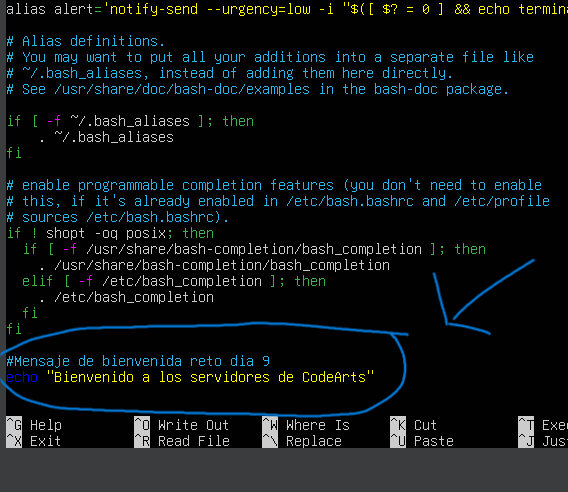 alias alert='notify-send --urgency=low -i "$([ $? = 0 ] && echo termina
# Alias definitions.
# You may want to put all your additions into a separate file like
# ~/.bash_aliases, instead of adding them here directly.
# See /usr/share/doc/bash-doc/examples in the bash-doc package.
if [ -f ~/.bash_aliases ]; then
    . ~/.bash_aliases
fi
# enable programmable completion features (you don't need to enable
# this, if it's already enabled in /etc/bash.bashrc and /etc/profile
# sources /etc/bash.bashrc).
if ! shopt -oq posix; then
  if [ -f /usr/share/bash-completion/bash_completion ]; then
    . /usr/share/bash-completion/bash_completion
  elif [ -f /etc/bash_completion ]; then
    . /etc/bash_completion
  fi
fi
#Mensaje de bienvenida reto dia 9
echo "Bienvenido a los servidores de CodeArts"
^G Help ^O Write Out ^W Where Is ^K Cut ^T Exe
^X Exit ^R Read File ^\ Replace ^U Paste ^J Jus